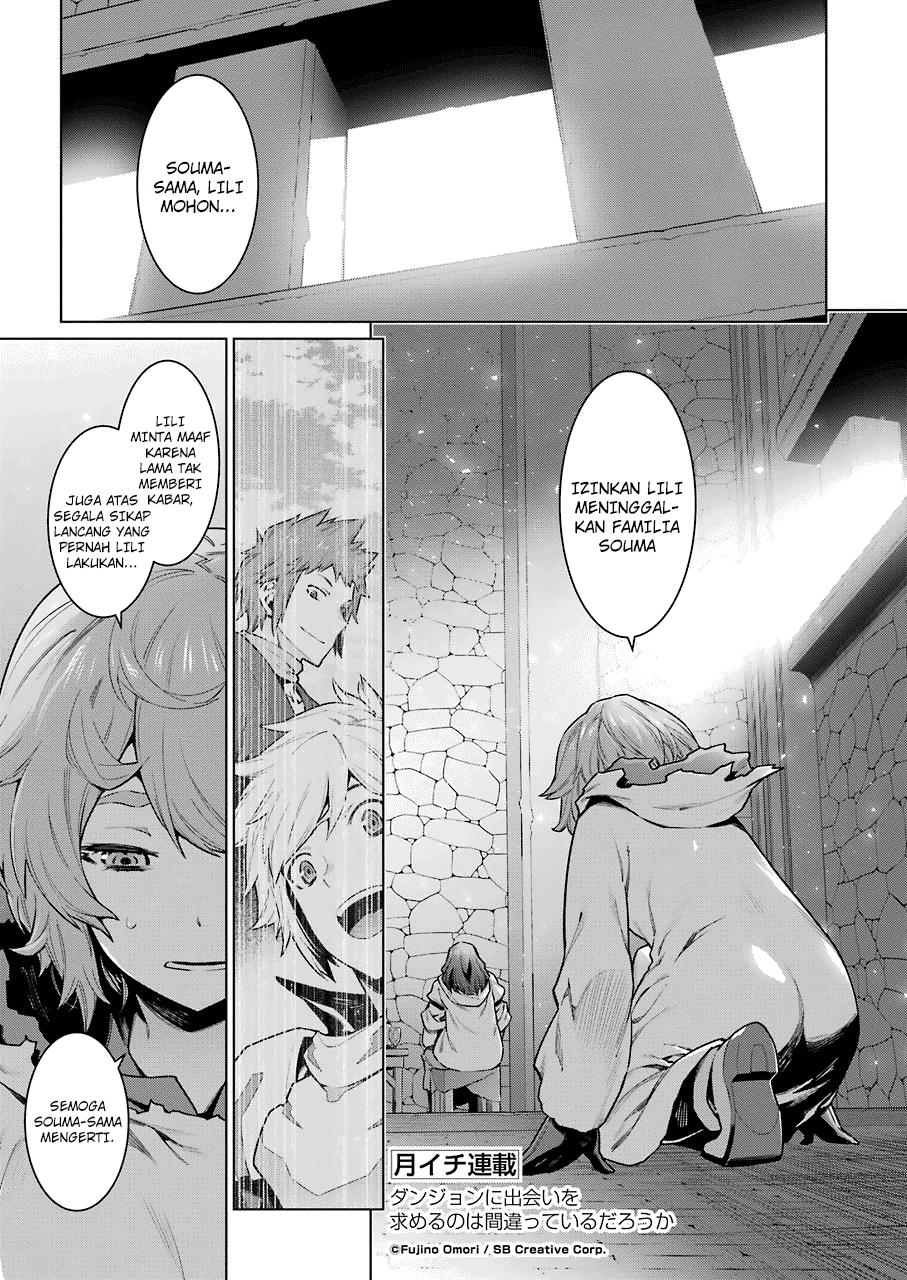 SOUMA-
SAMA, LILI
MOHON...
IZINKAN LILI
MENINGGAL-
KAN FAMILIA
SOUMA
LILI
MINTA MAAF
KARENA
LAMA TAK
MEMBERI
KABAR,
JUGA ATAS
SEGALA SIKAP
LANCANG YANG
PERNAH LILI
LAKUKAN...
SEMOGA
SOUMA-SAMA
MENGERTI.
月イチ連載
ダンジョンに出会いを
求めるのは間違っているだろうか
©Fujino Omori / SB Creative Corp.